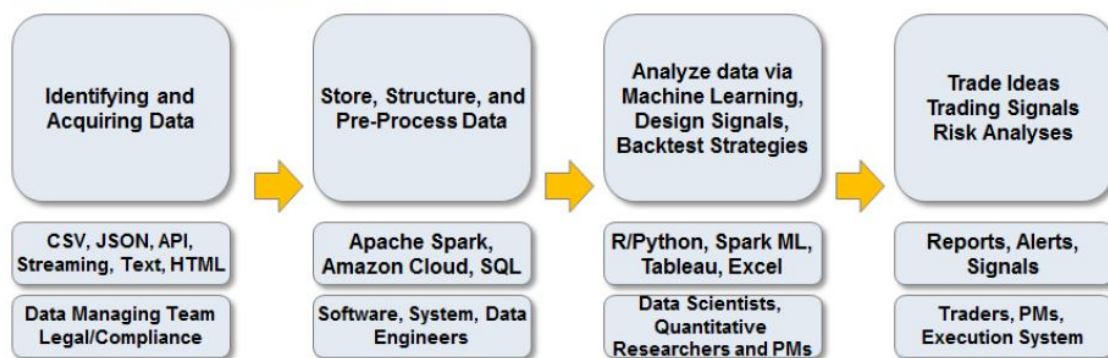 Identifying and
Acquiring Data
Store, Structure, and
Pre-Process Data
Analyze data via
Machine Learning,
Design Signals,
Backtest Strategies
Trade Ideas
Trading Signals
Risk Analyses
CSV, JSON, API,
Streaming, Text, HTML
Apache Spark,
Amazon Cloud, SQL
R/Python, Spark ML,
Tableau, Excel
Reports, Alerts,
Signals
Data Managing Team
Legal/Compliance
Software, System, Data
Engineers
Data Scientists,
Quantitative
Researchers and PMs
Traders, PMs,
Execution System